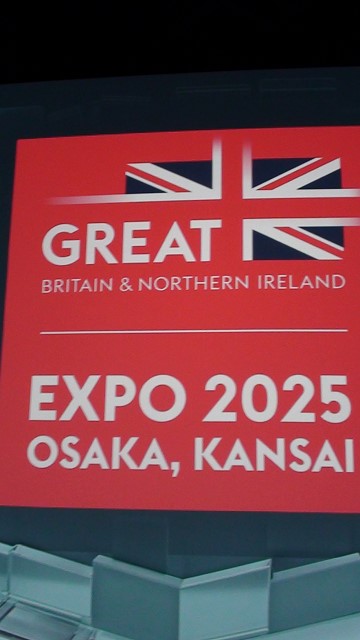 GREAT
BRITAIN & NORTHERN IRELAND
EXPO 2025
OSAKA, KANSAI